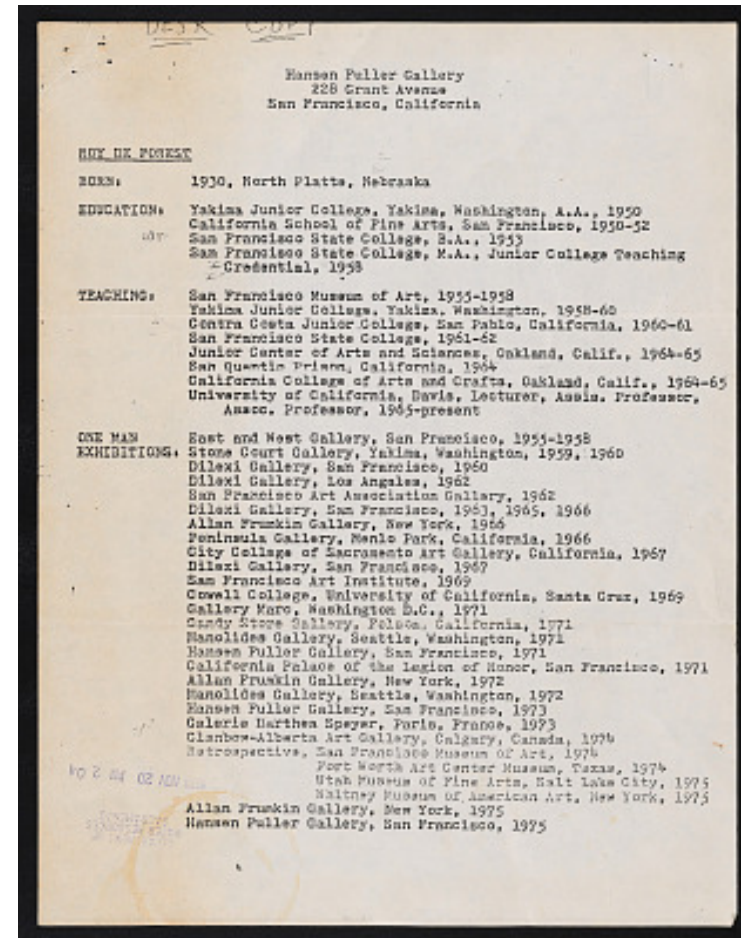 DESK COPY
Hansen Fuller Gallery
228 Grant Avenue
San Francisco, California
ROY DE FOREST
BORN: 1930, North Platte, Nebraska
EDUCATION: Yakima Junior College, Yakima, Washington, A.A., 1950
California School of Fine Arts, San Francisco, 1950-52
San Francisco State College, B.A., 1953
San Francisco State College, M.A., Junior College Teaching
Credential, 1958
TEACHING: San Francisco Museum of Art, 1955-1958
Yakima Junior College, Yakima, Washington, 1958-60
Contra Costa Junior College, San Pablo, California, 1960-61
San Francisco State College, 1961-62
Junior Center of Arts and Sciences, Oakland, Calif., 1964-65
San Quentin Prison, California, 1964
California College of Arts and Crafts, Oakland, Calif., 1964-65
University of California, Davis, Lecturer, Assis. Professor,
Assoc. Professor, 1965-present
ONE MAN East and West Gallery, San Francisco, 1955-1958
EXHIBITIONS: Stone Court Gallery, Yakima, Washington, 1959, 1960
Dilexi Gallery, San Francisco, 1960
Dilexi Gallery, Los Angeles, 1962
San Francisco Art Association Gallery, 1962
Dilexi Gallery, San Francisco, 1963, 1965, 1966
Allan Frumkin Gallery, New York, 1966
Peninsula Gallery, Menlo Park, California, 1966
City College of Sacramento Art Gallery, California, 1967
Dilexi Gallery, San Francisco, 1967
San Francisco Art Institute, 1969
Cowell College, University of California, Santa Cruz, 1969
Gallery Marc, Washington D.C., 1971
Candy Store Gallery, Folsom, California, 1971
Manolides Gallery, Seattle, Washington, 1971
Hansen Fuller Gallery, San Francisco, 1971
California Palace of the Legion of Honor, San Francisco, 1971
Allan Frumkin Gallery, New York, 1972
Manolides Gallery, Seattle, Washington, 1972
Hansen Fuller Gallery, San Francisco, 1973
Galerie Darthea Speyer, Paris, France, 1973
Glenbow-Alberta Art Gallery, Calgary, Canada, 1974
Retrospective, San Francisco Museum of Art, 1974
Fort Worth Art Center Museum, Texas, 1974
Utah Museum of Fine Arts, Salt Lake City, 1975
Whitney Museum of American Art, New York, 1975
Allan Frumkin Gallery, New York, 1975
Hansen Fuller Gallery, San Francisco, 1975